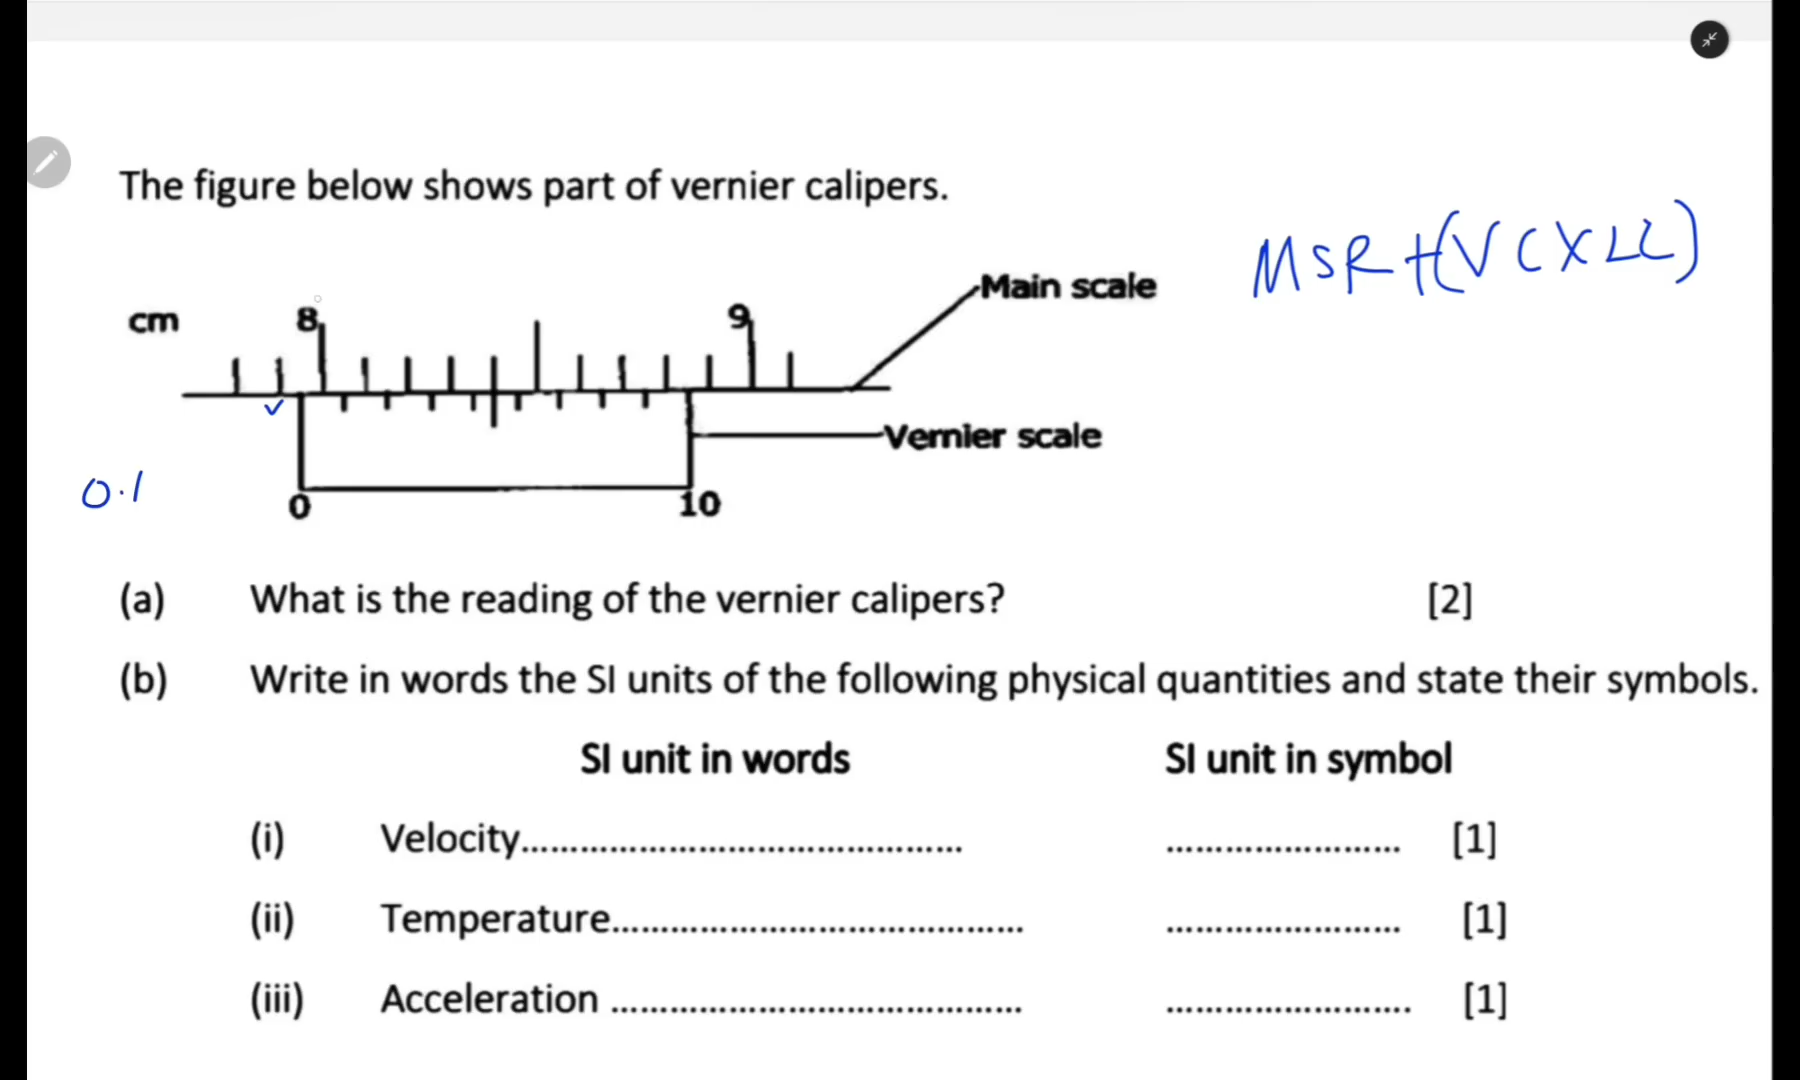 The figure below shows part of vernier calipers.
MSR+(VCXLC)
Main scale
cm 8 9
Vernier scale
0.1
0 10
(a) What is the reading of the vernier calipers? [2]
(b) Write in words the SI units of the following physical quantities and state their symbols.
SI unit in words SI unit in symbol
(i) Velocity.......................................... ....................... [1]
(ii) Temperature....................................... ....................... [1]
(iii) Acceleration ....................................... ........................ [1]